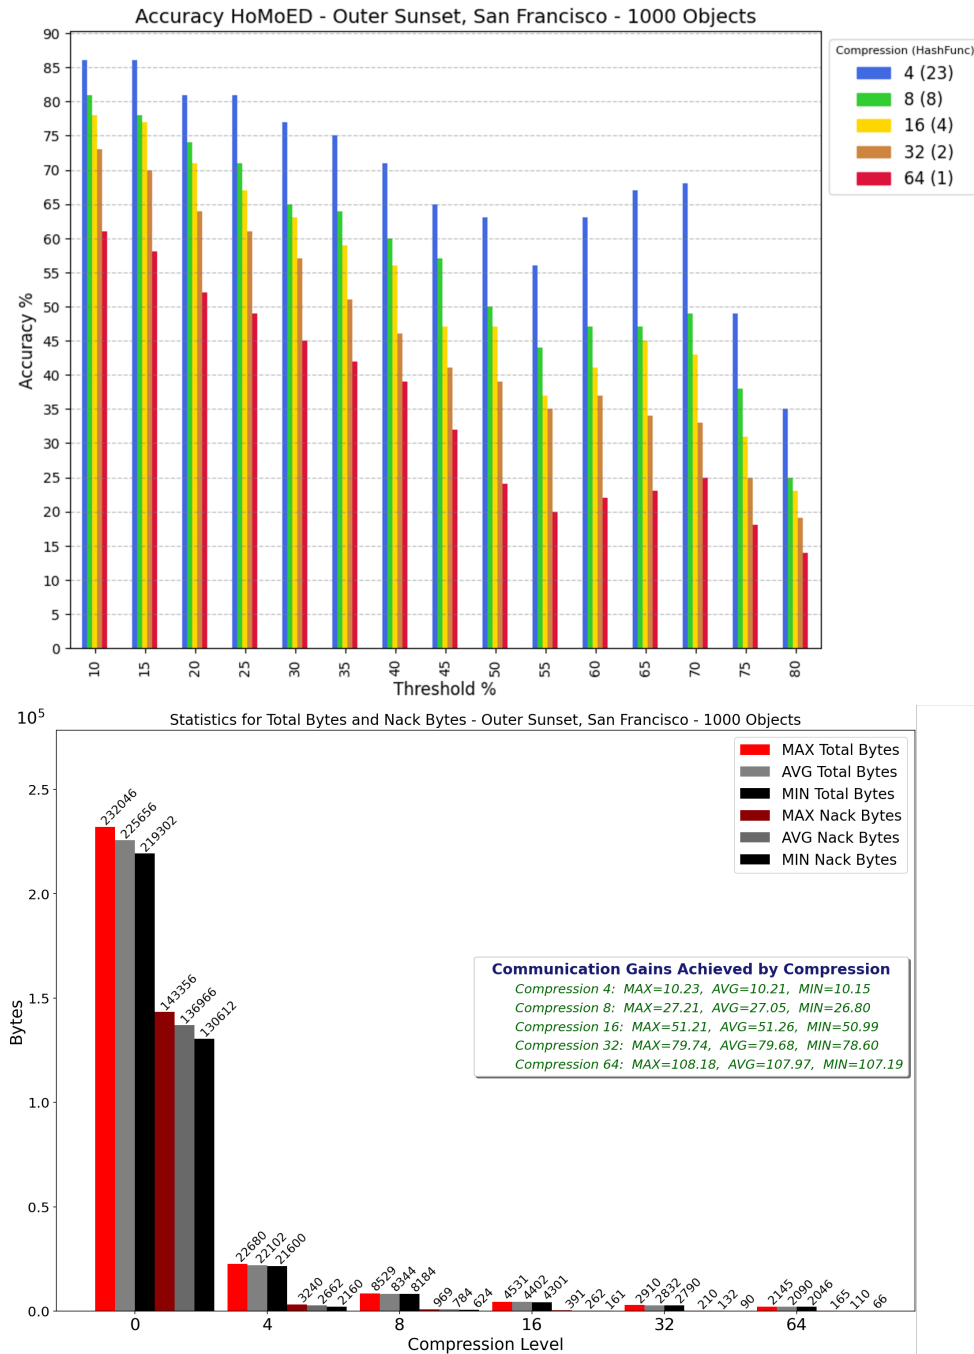 Accuracy HoMoED - Outer Sunset, San Francisco - 1000 Objects
Accuracy %
90
85
80
75
70
65
60
55
50
45
40
35
30
25
20
15
10
5
0
10 15 20 25 30 35 40 45 50 55 60 65 70 75 80
Threshold %
Compression (HashFunc)
4 (23)
8 (8)
16 (4)
32 (2)
64 (1)
10⁵
Statistics for Total Bytes and Nack Bytes - Outer Sunset, San Francisco - 1000 Objects
MAX Total Bytes
AVG Total Bytes
MIN Total Bytes
MAX Nack Bytes
AVG Nack Bytes
MIN Nack Bytes
Communication Gains Achieved by Compression
Compression 4: MAX=10.23, AVG=10.21, MIN=10.15
Compression 8: MAX=27.21, AVG=27.05, MIN=26.80
Compression 16: MAX=51.21, AVG=51.26, MIN=50.99
Compression 32: MAX=79.74, AVG=79.68, MIN=78.60
Compression 64: MAX=108.18, AVG=107.97, MIN=107.19
Bytes
2.5
2.0
1.5
1.0
0.5
0.0
232046 225656 219302 143356 136966 130612
22680 22102 21600 3240 2662 2160
8529 8344 8184 969 784 624
4531 4402 4301 391 262 161
2910 2832 2790 210 132 90
2145 2090 2046 165 110 66
0 4 8 16 32 64
Compression Level